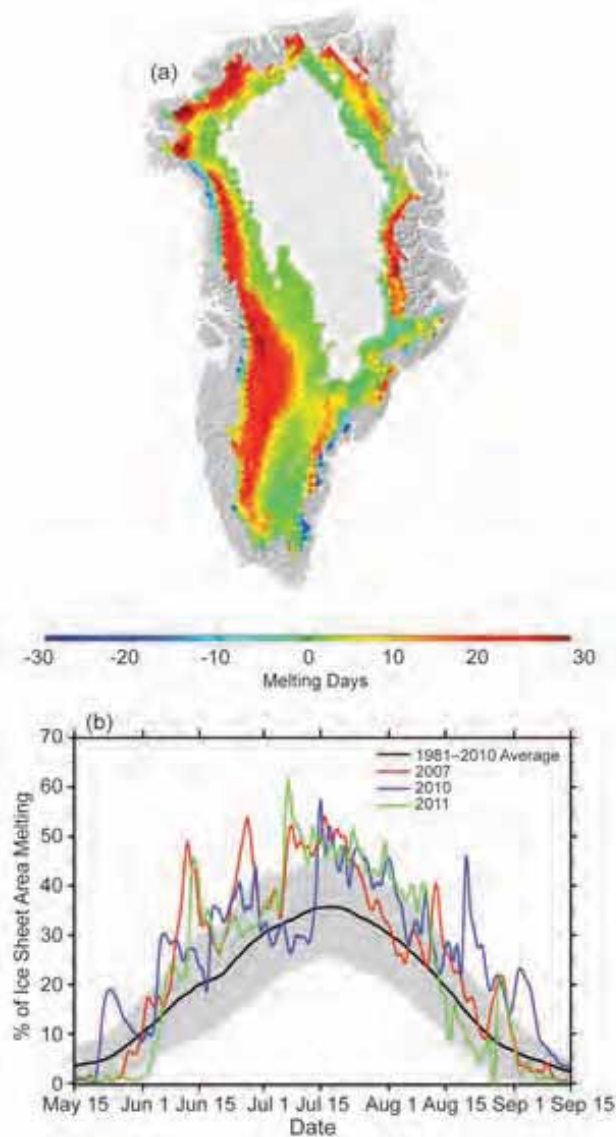 (a)
-30 -20 -10 0 10 20 30
Melting Days
(b)
70
60
50
40
30
20
10
0
% of Ice Sheet Area Melting
1981–2010 Average
2007
2010
2011
May 15 Jun 1 Jun 15 Jul 1 Jul 15 Aug 1 Aug 15 Sep 1 Sep 15
Date